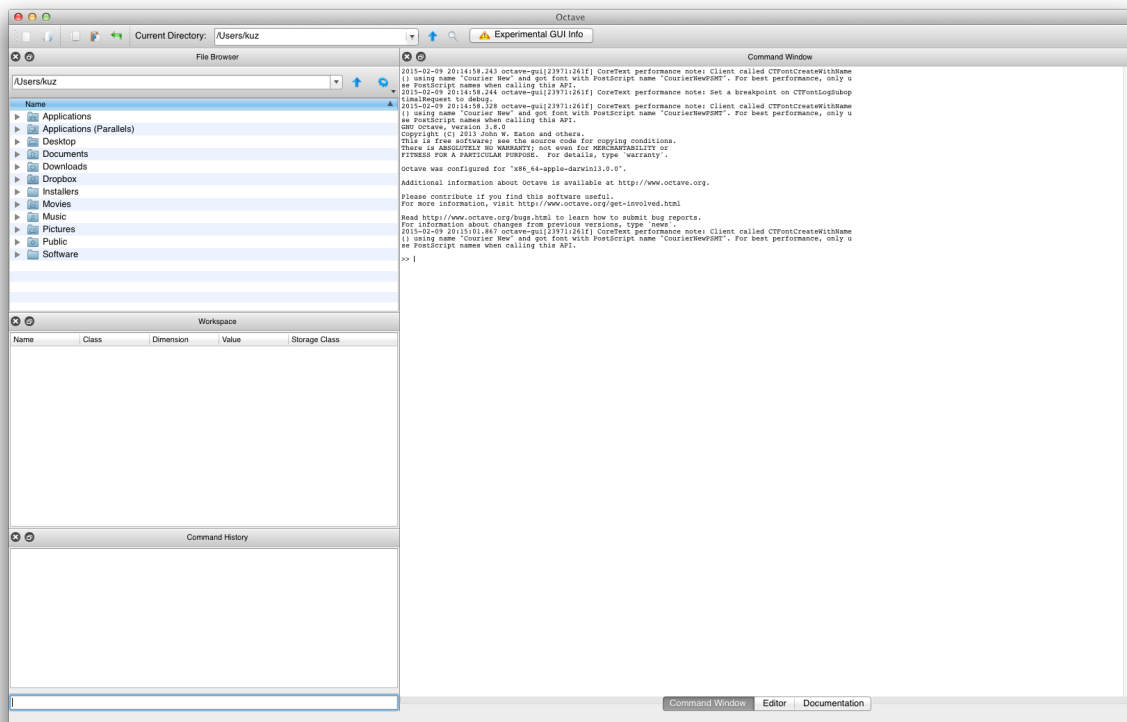 Octave
Current Directory: /Users/kuz
Experimental GUI Info
File Browser
/Users/kuz
Name
Applications
Applications (Parallels)
Desktop
Documents
Downloads
Dropbox
Installers
Movies
Music
Pictures
Public
Software
Workspace
Name Class Dimension Value Storage Class
Command History
Command Window
2015-02-09 20:14:58.243 octave-gui[23971:261f] CoreText performance note: Client called CTFontCreateWithName
() using name "Courier New" and got font with PostScript name "CourierNewPSMT". For best performance, only u
se PostScript names when calling this API.
2015-02-09 20:14:58.244 octave-gui[23971:261f] CoreText performance note: Set a breakpoint on CTFontLogSubop
timalRequest to debug.
2015-02-09 20:14:58.328 octave-gui[23971:261f] CoreText performance note: Client called CTFontCreateWithName
() using name "Courier New" and got font with PostScript name "CourierNewPSMT". For best performance, only u
se PostScript names when calling this API.
GNU Octave, version 3.8.0
Copyright (C) 2013 John W. Eaton and others.
This is free software; see the source code for copying conditions.
There is ABSOLUTELY NO WARRANTY; not even for MERCHANTABILITY or
FITNESS FOR A PARTICULAR PURPOSE.  For details, type `warranty'.
Octave was configured for "x86_64-apple-darwin13.0.0".
Additional information about Octave is available at http://www.octave.org.
Please contribute if you find this software useful.
For more information, visit http://www.octave.org/get-involved.html
Read http://www.octave.org/bugs.html to learn how to submit bug reports.
For information about changes from previous versions, type `news'.
2015-02-09 20:15:01.867 octave-gui[23971:261f] CoreText performance note: Client called CTFontCreateWithName
() using name "Courier New" and got font with PostScript name "CourierNewPSMT". For best performance, only u
se PostScript names when calling this API.
>>
Command Window Editor Documentation